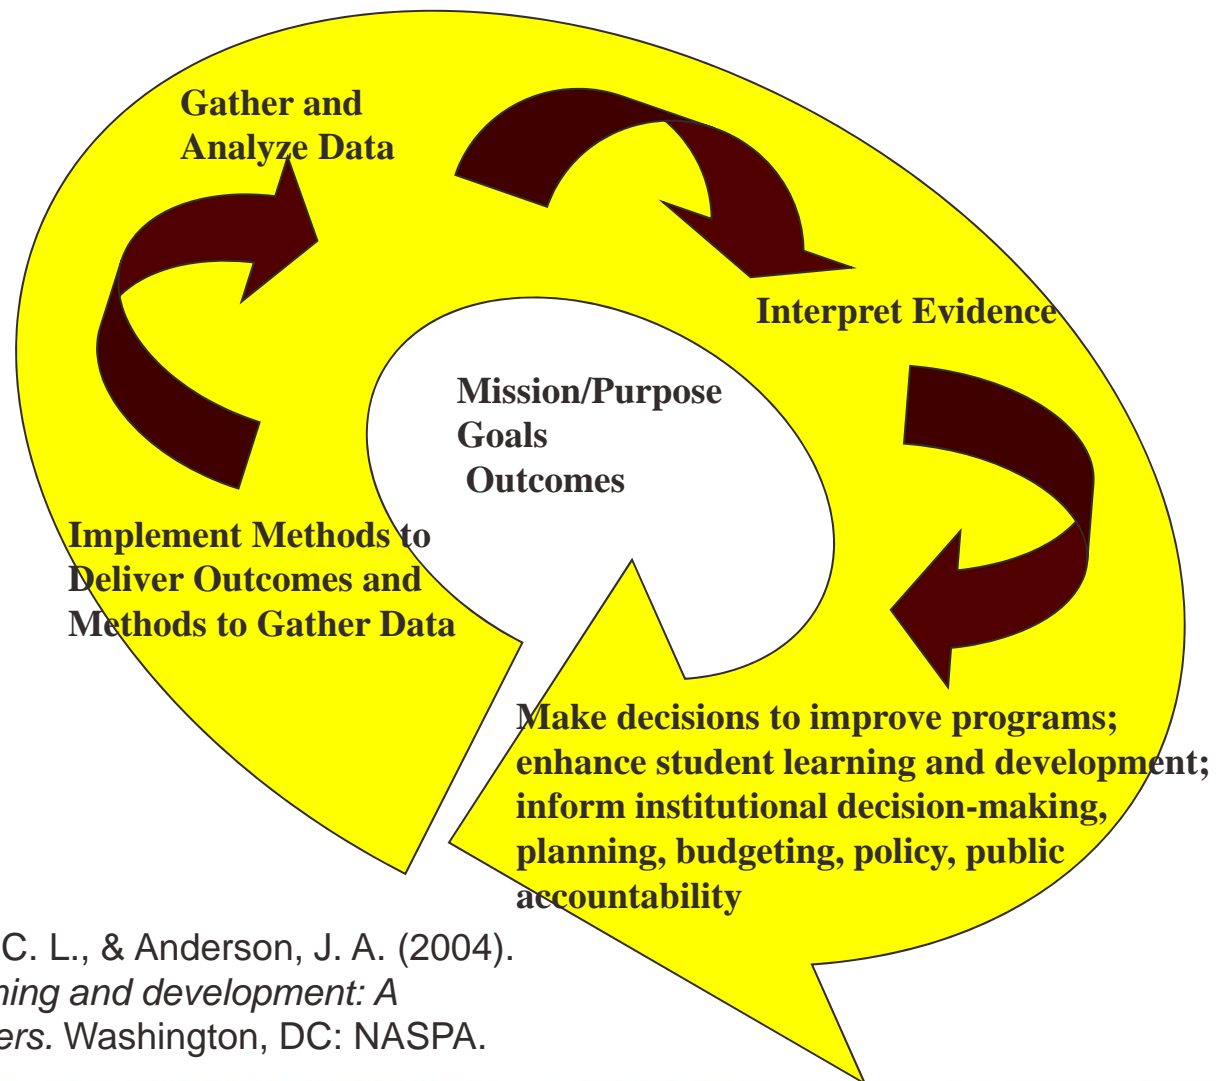 Gather and
Analyze Data
Interpret Evidence
Mission/Purpose
Goals
Outcomes
Implement Methods to
Deliver Outcomes and
Methods to Gather Data
Make decisions to improve programs;
enhance student learning and development;
inform institutional decision-making,
planning, budgeting, policy, public
accountability
C. L., & Anderson, J. A. (2004).
and development: A
Washington, DC: NASPA.